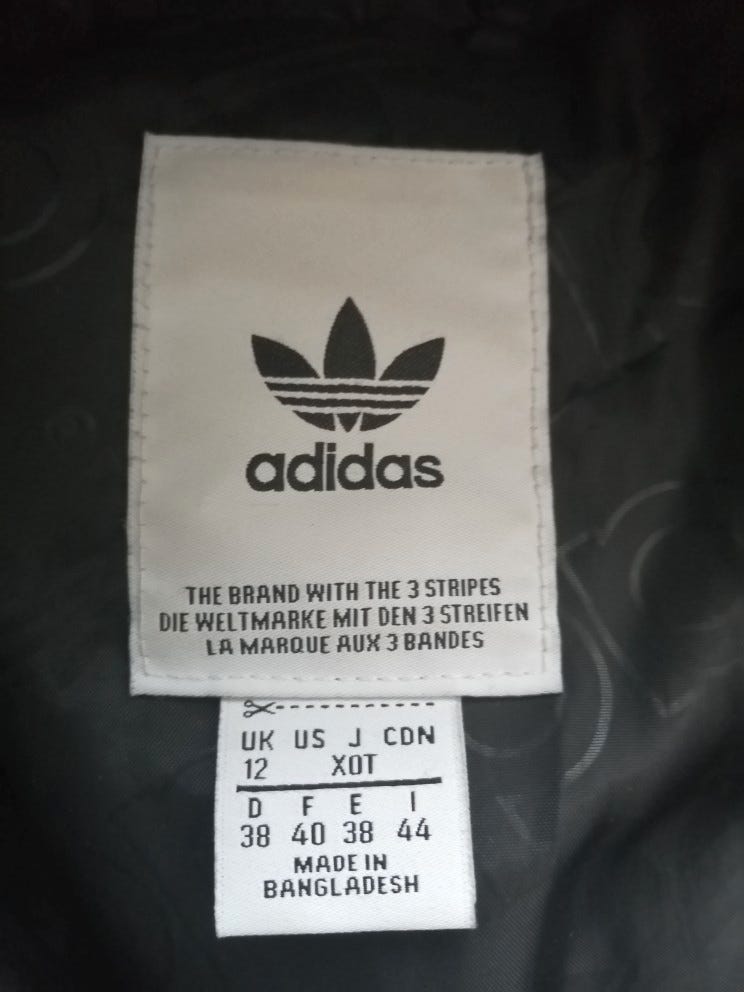 adidas
THE BRAND WITH THE 3 STRIPES
DIE WELTMARKE MIT DEN 3 STREIFEN
LA MARQUE AUX 3 BANDES
UK US J CDN
12 XOT
D F E I
38 40 38 44
MADE IN
BANGLADESH